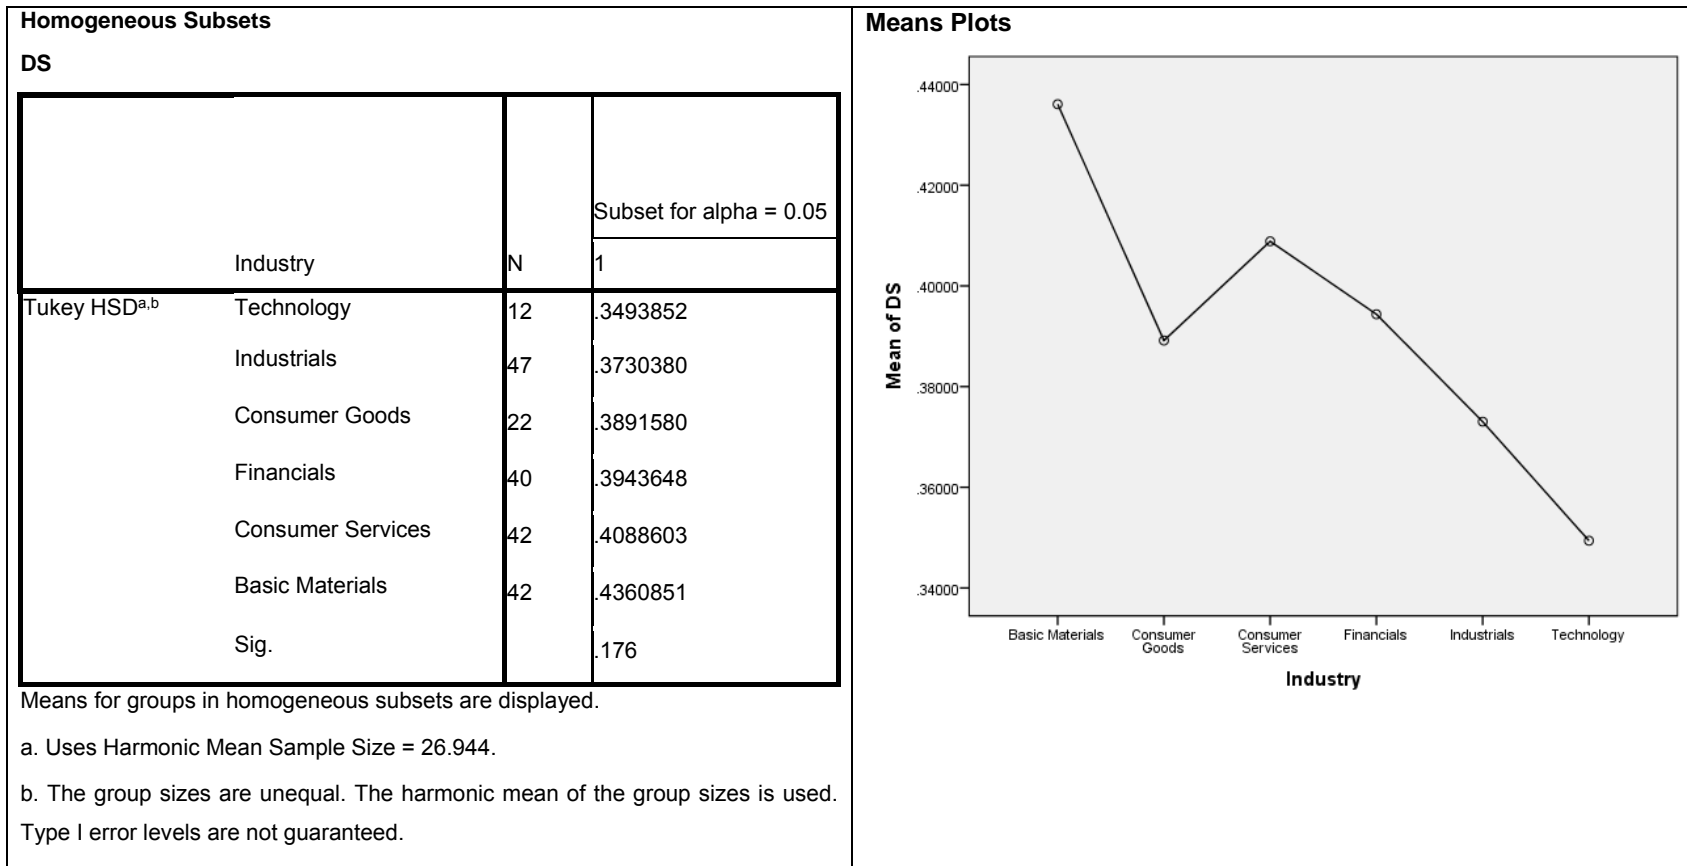 Homogeneous Subsets
DS
Subset for alpha = 0.05
Industry N 1
Tukey HSDa,b Technology 12 .3493852
Industrials 47 .3730380
Consumer Goods 22 .3891580
Financials 40 .3943648
Consumer Services 42 .4088603
Basic Materials 42 .4360851
Sig. .176
Means for groups in homogeneous subsets are displayed.
a. Uses Harmonic Mean Sample Size = 26.944.
b. The group sizes are unequal. The harmonic mean of the group sizes is used.
Type I error levels are not guaranteed.
Means Plots
Mean of DS
.44000
.42000
.40000
.38000
.36000
.34000
Basic Materials Consumer Consumer Financials Industrials Technology
Goods Services
Industry